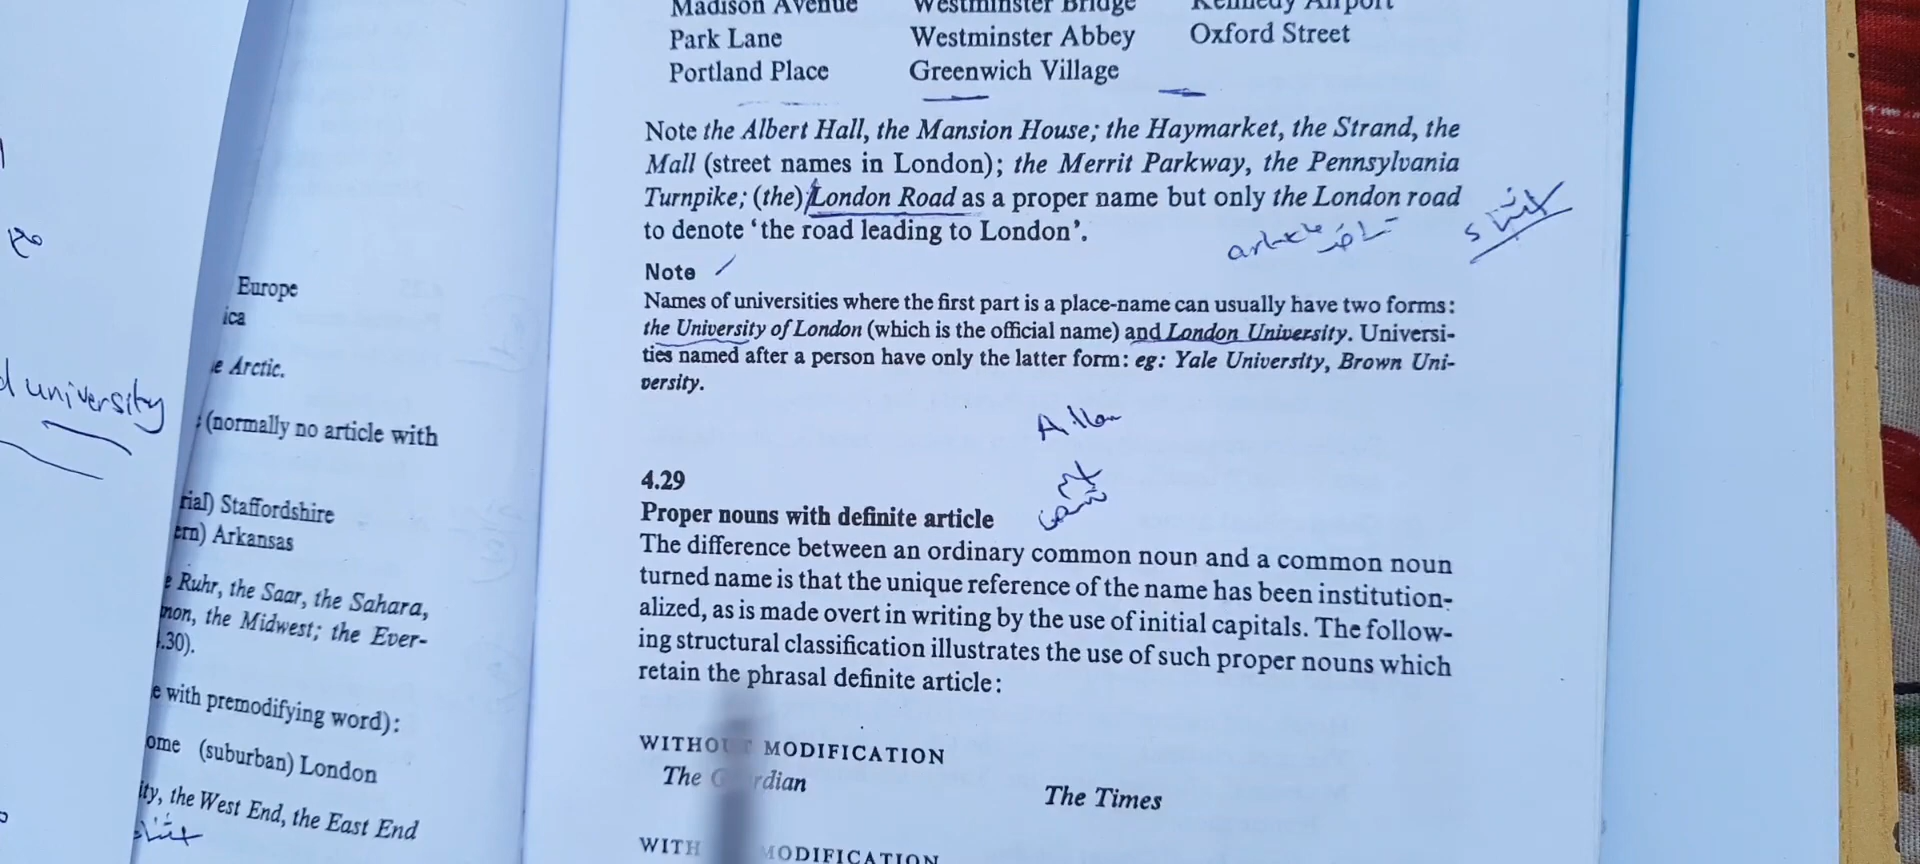 Madison Avenue Westminster Bridge Kennedy Airport
Park Lane Westminster Abbey Oxford Street
Portland Place Greenwich Village
Note the Albert Hall, the Mansion House; the Haymarket, the Strand, the
Mall (street names in London); the Merrit Parkway, the Pennsylvania
Turnpike; (the) London Road as a proper name but only the London road
to denote ‘the road leading to London’.
article
Note
Names of universities where the first part is a place-name can usually have two forms:
the University of London (which is the official name) and London University. Universi-
ties named after a person have only the latter form: eg: Yale University, Brown Uni-
versity.
4.29
Proper nouns with definite article
The difference between an ordinary common noun and a common noun
turned name is that the unique reference of the name has been institution-
alized, as is made overt in writing by the use of initial capitals. The follow-
ing structural classification illustrates the use of such proper nouns which
retain the phrasal definite article:
WITHOUT MODIFICATION
The Guardian The Times
MODIFICATION
university
Europe
ica
e Arctic.
(normally no article with
rial) Staffordshire
ern) Arkansas
e Ruhr, the Saar, the Sahara,
non, the Midwest; the Ever-
.30).
e with premodifying word):
ome (suburban) London
ity, the West End, the East End